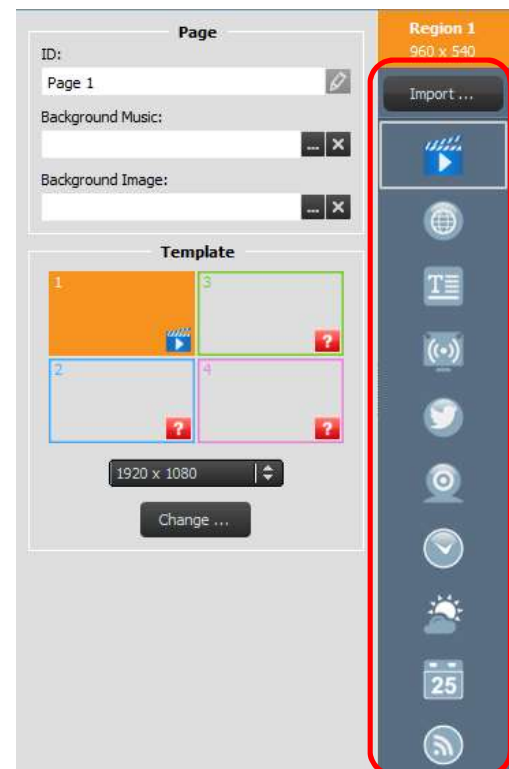 Page
ID:
Page 1
Background Music:
...
Background Image:
...
Template
1
3
?
2
4
?
?
1920 x 1080
Change ...
Region 1
960 x 540
Import ...
T
25